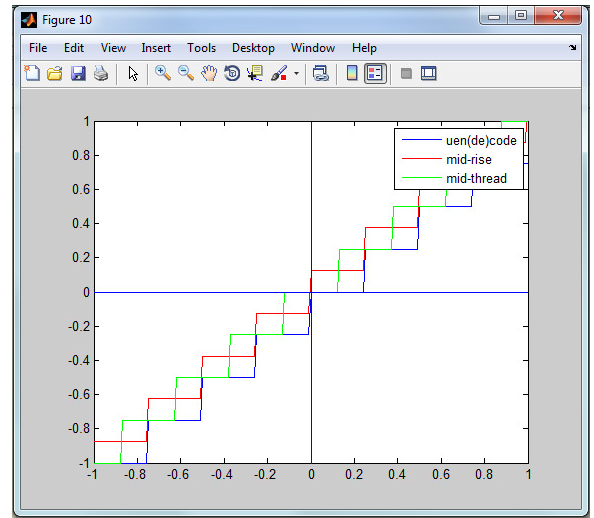 Figure 10
File Edit View Insert Tools Desktop Window Help
uen(de)code
mid-rise
mid-thread
1
0.8
0.6
0.4
0.2
0
-0.2
-0.4
-0.6
-0.8
-1
-1 -0.8 -0.6 -0.4 -0.2 0 0.2 0.4 0.6 0.8 1